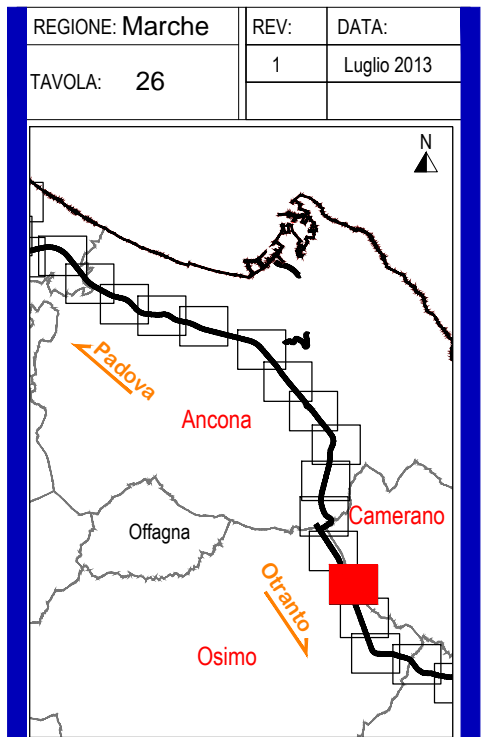 REGIONE: Marche
REV:
DATA:
TAVOLA: 26
1
Luglio 2013
N
Padova
Ancona
Camerano
Offagna
Otranto
Osimo